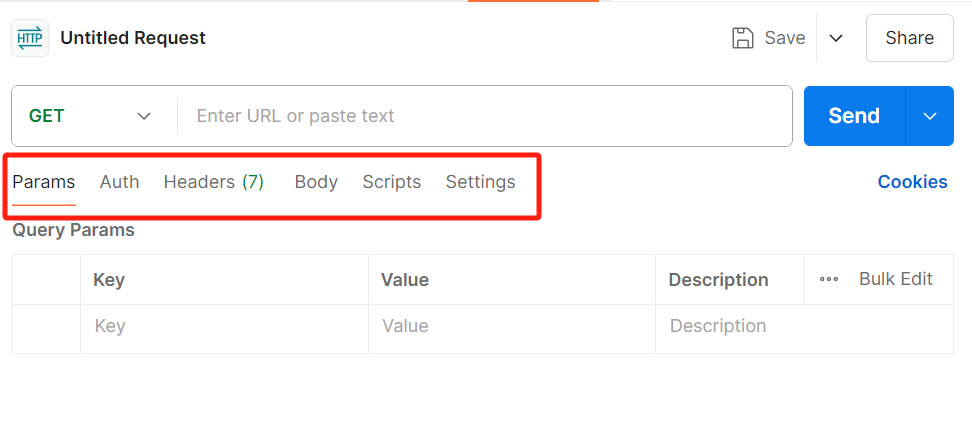 HTTP Untitled Request Save Share
GET Enter URL or paste text Send
Params Auth Headers (7) Body Scripts Settings Cookies
Query Params
Key Value Description Bulk Edit
Key Value Description